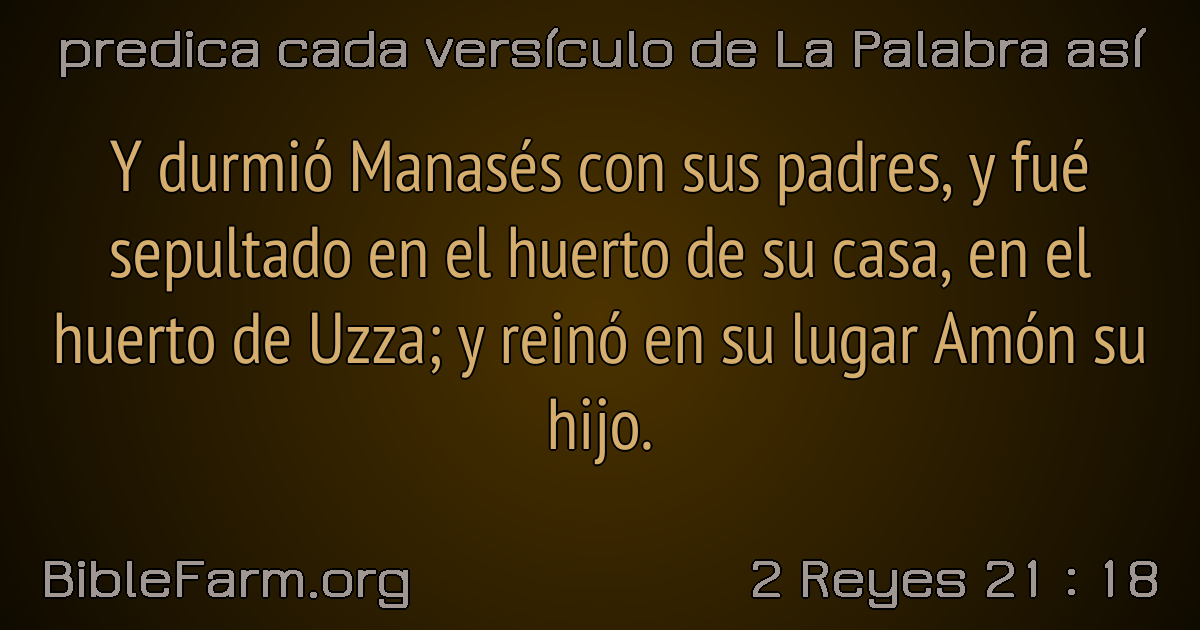 predica cada versículo de La Palabra así
Y durmió Manasés con sus padres, y fué
sepultado en el huerto de su casa, en el
huerto de Uzza; y reinó en su lugar Amón su
hijo.
BibleFarm.org
2 Reyes 21 : 18